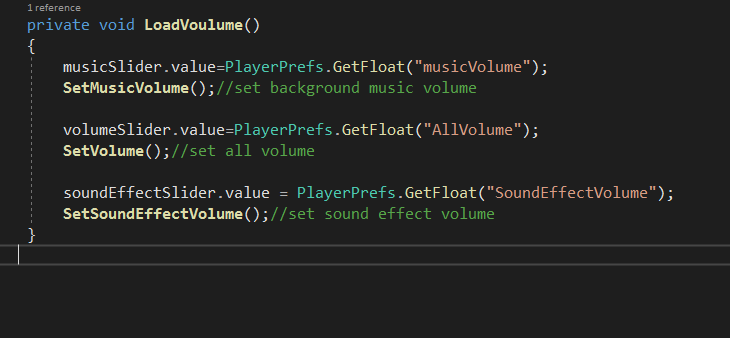 1 reference
private void LoadVoulume()
{
musicSlider.value=PlayerPrefs.GetFloat("musicVolume");
SetMusicVolume();//set background music volume
volumeSlider.value=PlayerPrefs.GetFloat("AllVolume");
SetVolume();//set all volume
soundEffectSlider.value = PlayerPrefs.GetFloat("SoundEffectVolume");
SetSoundEffectVolume();//set sound effect volume
}